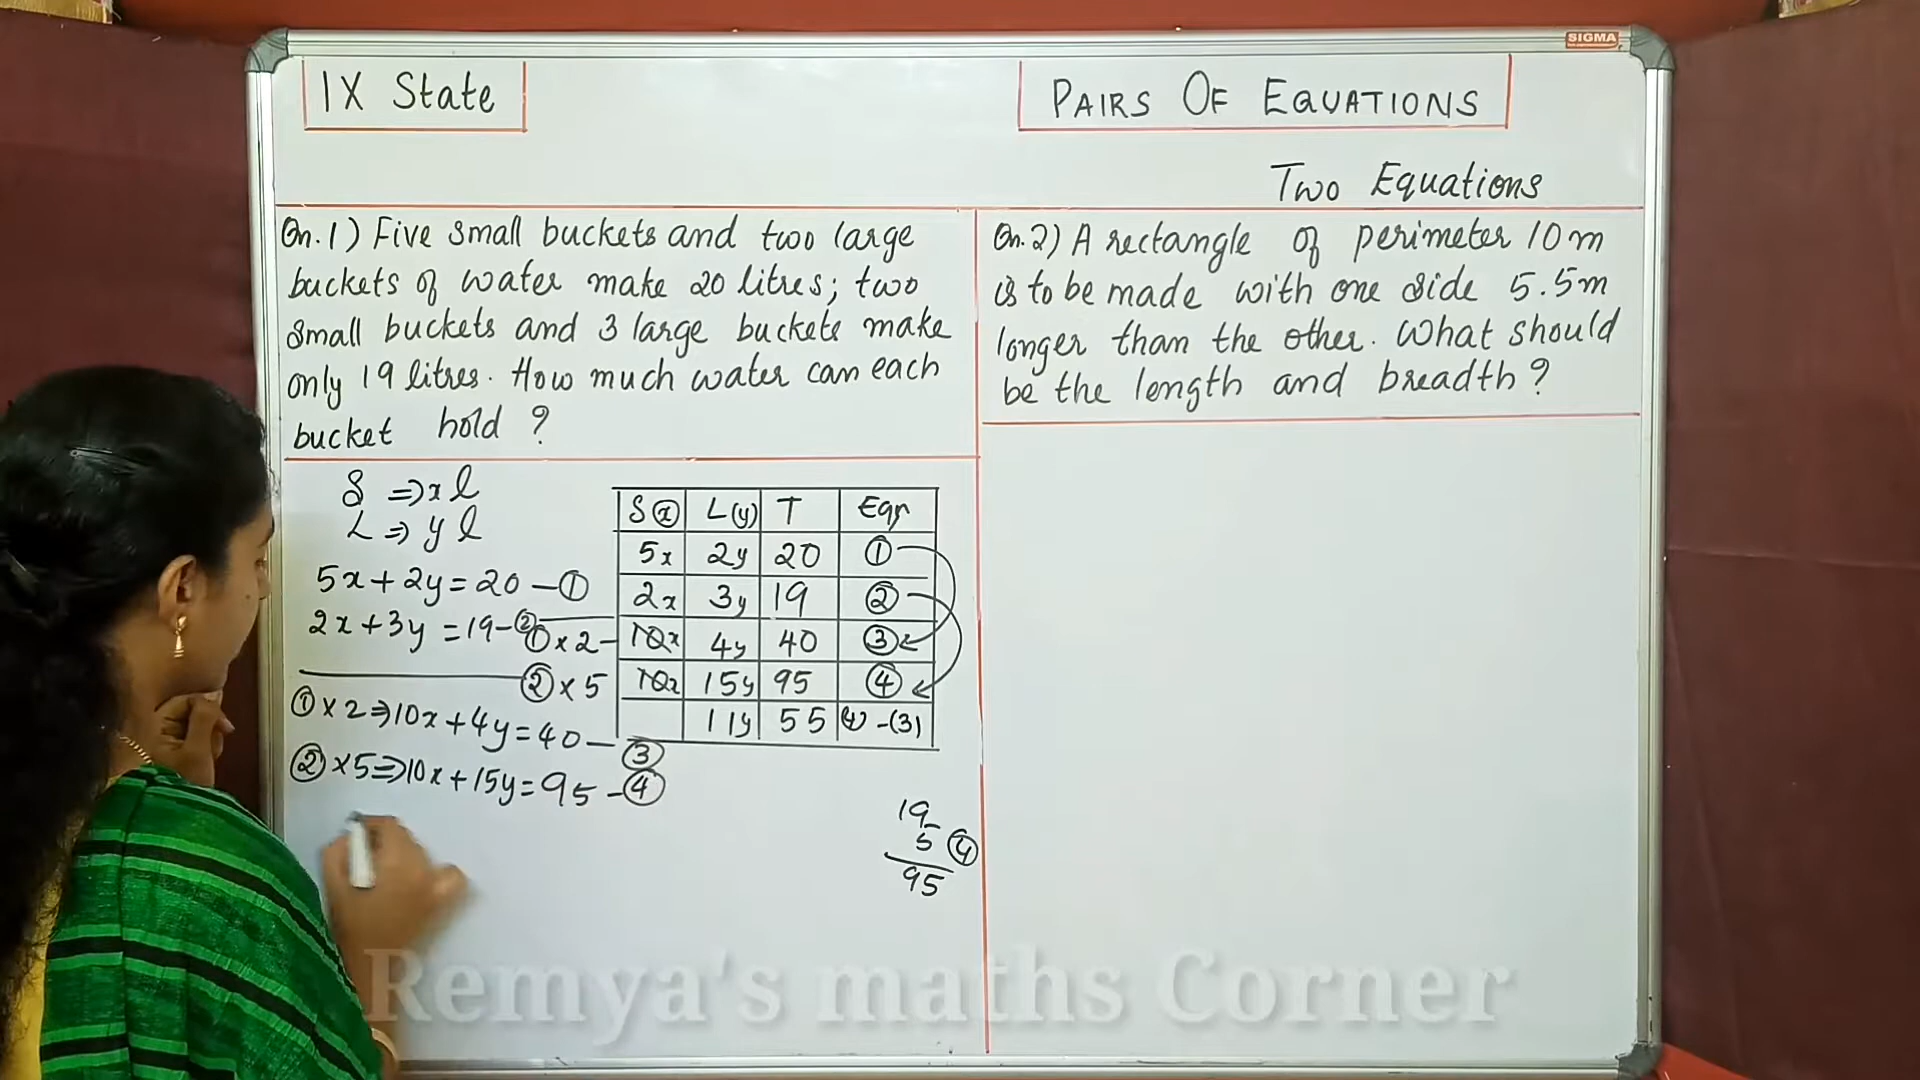 SIGMA
IX State
PAIRS OF EQUATIONS
Two Equations
Qn.1) Five small buckets and two large
buckets of water make 20 litres; two
small buckets and 3 large buckets make
only 19 litres. How much water can each
bucket hold ?
S ⇒ x l
L ⇒ y l
5x + 2y = 20 — ①
2x + 3y = 19 - ②
① × 2 ⇒ 10x + 4y = 40 — ③
② × 5 ⇒ 10x + 15y = 95 - ④
S(x) L(y) T Eqn
5x 2y 20 ①
2x 3y 19 ②
① × 2 - 10x 4y 40 ③
② × 5 10x 15y 95 ④
11y 55 (4) - (3)
19
5 ④
95
Qn.2) A rectangle of perimeter 10m
is to be made with one side 5.5m
longer than the other. What should
be the length and breadth ?
Remya's maths Corner